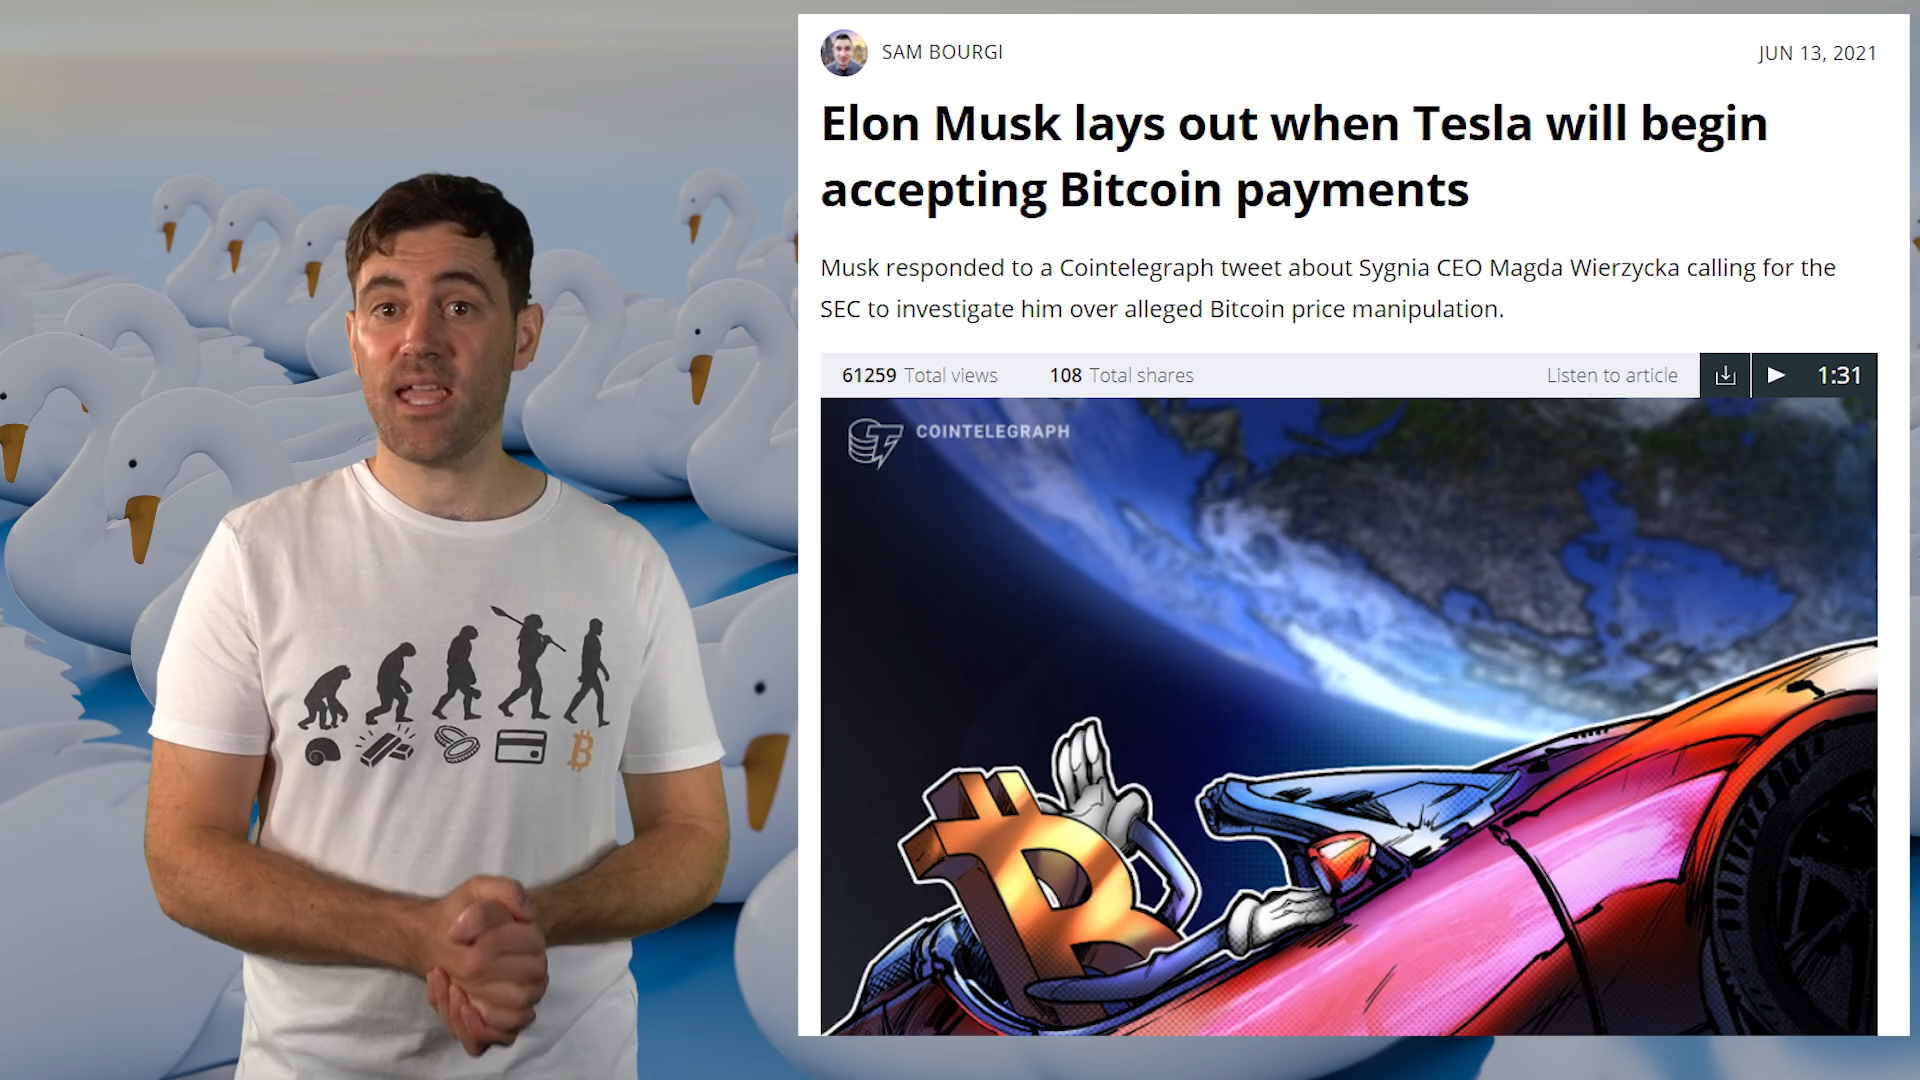 SAM BOURGI
JUN 13, 2021
Elon Musk lays out when Tesla will begin
accepting Bitcoin payments
Musk responded to a Cointelegraph tweet about Sygnia CEO Magda Wierzycka calling for the
SEC to investigate him over alleged Bitcoin price manipulation.
61259 Total views 108 Total shares Listen to article 1:31
COINTELEGRAPH